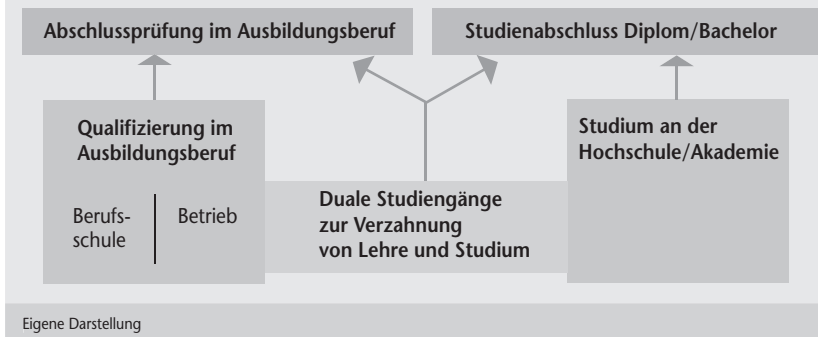 Abschlussprüfung im Ausbildungsberuf
Studienabschluss Diplom/Bachelor
Qualifizierung im
Ausbildungsberuf
Berufs-
schule
Betrieb
Duale Studiengänge
zur Verzahnung
von Lehre und Studium
Studium an der
Hochschule/Akademie
Eigene Darstellung